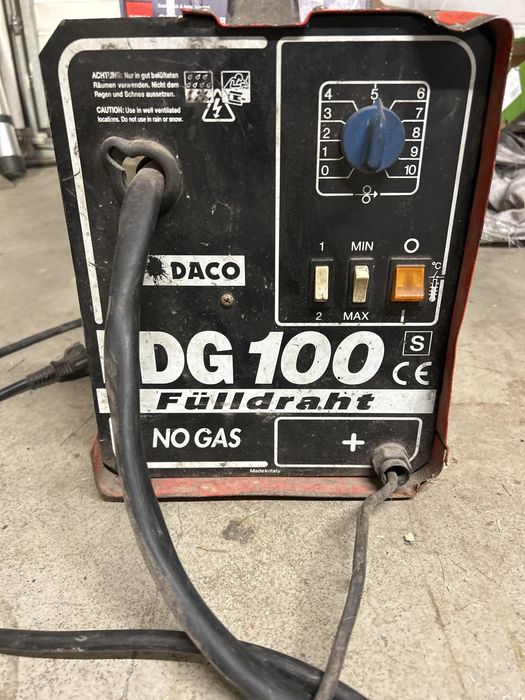 ACHTUNG: Nur in gut belüfteten
Räumen verwenden. Nicht dem
Regen und Schnee aussetzen.
CAUTION: Use in well ventilated
locations. Do not use in rain or snow.
4 5 6
3 7
2 8
1 9
0 10
1 MIN O
°C
2 MAX I
DACO
DG 100 S
CE
Fülldraht
NO GAS +
Made in Italy